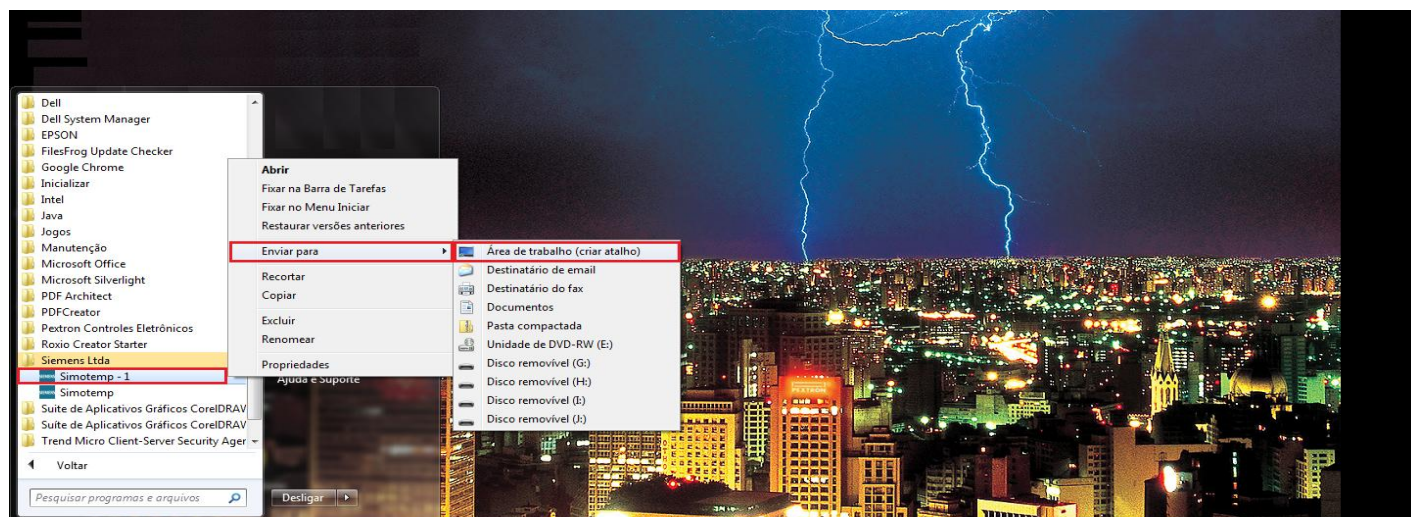 Dell
Dell System Manager
EPSON
FilesFrog Update Checker
Google Chrome
Inicializar
Intel
Java
Jogos
Manutenção
Microsoft Office
Microsoft Silverlight
PDF Architect
PDFCreator
Pextron Controles Eletrônicos
Roxio Creator Starter
Siemens Ltda
Simotemp - 1
Simotemp
Suíte de Aplicativos Gráficos CorelDRAV
Suíte de Aplicativos Gráficos CorelDRAV
Trend Micro Client-Server Security Ager
Voltar
Pesquisar programas e arquivos
Abrir
Fixar na Barra de Tarefas
Fixar no Menu Iniciar
Restaurar versões anteriores
Enviar para
Recortar
Copiar
Excluir
Renomear
Propriedades
Ajuda e Suporte
Desligar
Área de trabalho (criar atalho)
Destinatário de email
Destinatário do fax
Documentos
Pasta compactada
Unidade de DVD-RW (E:)
Disco removível (G:)
Disco removível (H:)
Disco removível (I:)
Disco removível (J:)
PEXTRON